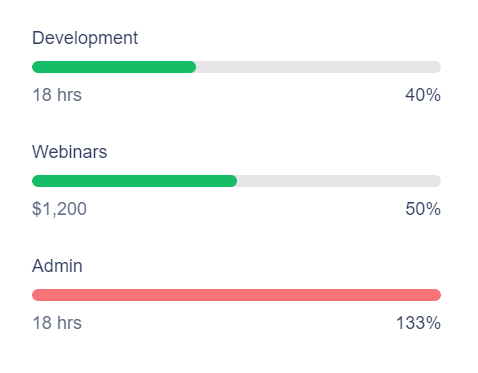 Development
18 hrs 40%
Webinars
$1,200 50%
Admin
18 hrs 133%